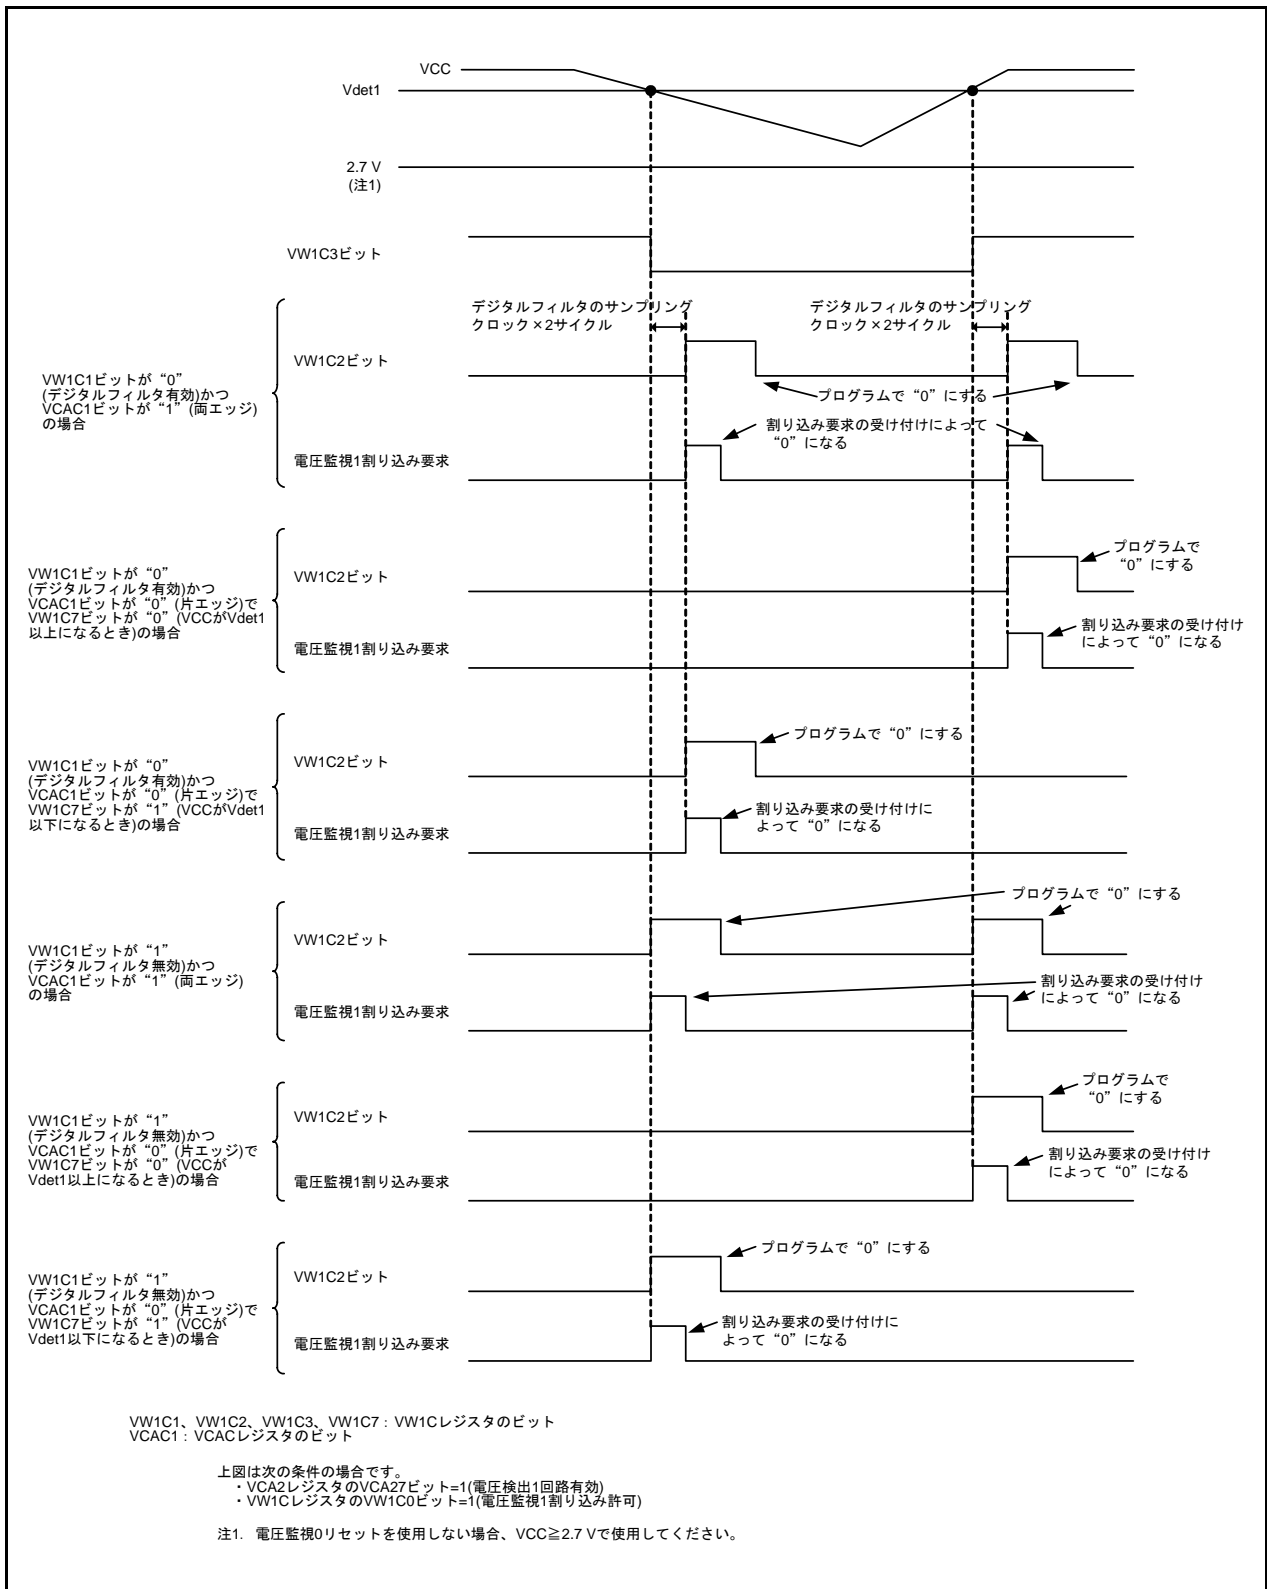 VCC
Vdet1
2.7 V
(注1)
VW1C3ビット
デジタルフィルタのサンプリング
クロック×2サイクル
デジタルフィルタのサンプリング
クロック×2サイクル
VW1C1ビットが“0”
(デジタルフィルタ有効)かつ
VCAC1ビットが“1”(両エッジ)
の場合
VW1C2ビット
プログラムで“0”にする
割り込み要求の受け付けによって
“0”になる
電圧監視1割り込み要求
VW1C1ビットが“0”
(デジタルフィルタ有効)かつ
VCAC1ビットが“0”(片エッジ)で
VW1C7ビットが“0”(VCCがVdet1
以上になるとき)の場合
VW1C2ビット
プログラムで
“0”にする
電圧監視1割り込み要求
割り込み要求の受け付け
によって“0”になる
VW1C1ビットが“0”
(デジタルフィルタ有効)かつ
VCAC1ビットが“0”(片エッジ)で
VW1C7ビットが“1”(VCCがVdet1
以下になるとき)の場合
VW1C2ビット
プログラムで“0”にする
電圧監視1割り込み要求
割り込み要求の受け付けに
よって“0”になる
VW1C1ビットが“1”
(デジタルフィルタ無効)かつ
VCAC1ビットが“1”(両エッジ)
の場合
VW1C2ビット
プログラムで“0”にする
電圧監視1割り込み要求
割り込み要求の受け付け
によって“0”になる
VW1C1ビットが“1”
(デジタルフィルタ無効)かつ
VCAC1ビットが“0”(片エッジ)で
VW1C7ビットが“0”(VCCが
Vdet1以上になるとき)の場合
VW1C2ビット
プログラムで
“0”にする
電圧監視1割り込み要求
割り込み要求の受け付け
によって“0”になる
VW1C1ビットが“1”
(デジタルフィルタ無効)かつ
VCAC1ビットが“0”(片エッジ)で
VW1C7ビットが“1”(VCCが
Vdet1以下になるとき)の場合
VW1C2ビット
プログラムで“0”にする
電圧監視1割り込み要求
割り込み要求の受け付けに
よって“0”になる
VW1C1、VW1C2、VW1C3、VW1C7：VW1Cレジスタのビット
VCAC1：VCACレジスタのビット
上図は次の条件の場合です。
・VCA2レジスタのVCA27ビット=1(電圧検出1回路有効)
・VW1CレジスタのVW1C0ビット=1(電圧監視1割り込み許可)
注1. 電圧監視0リセットを使用しない場合、VCC≧2.7 Vで使用してください。